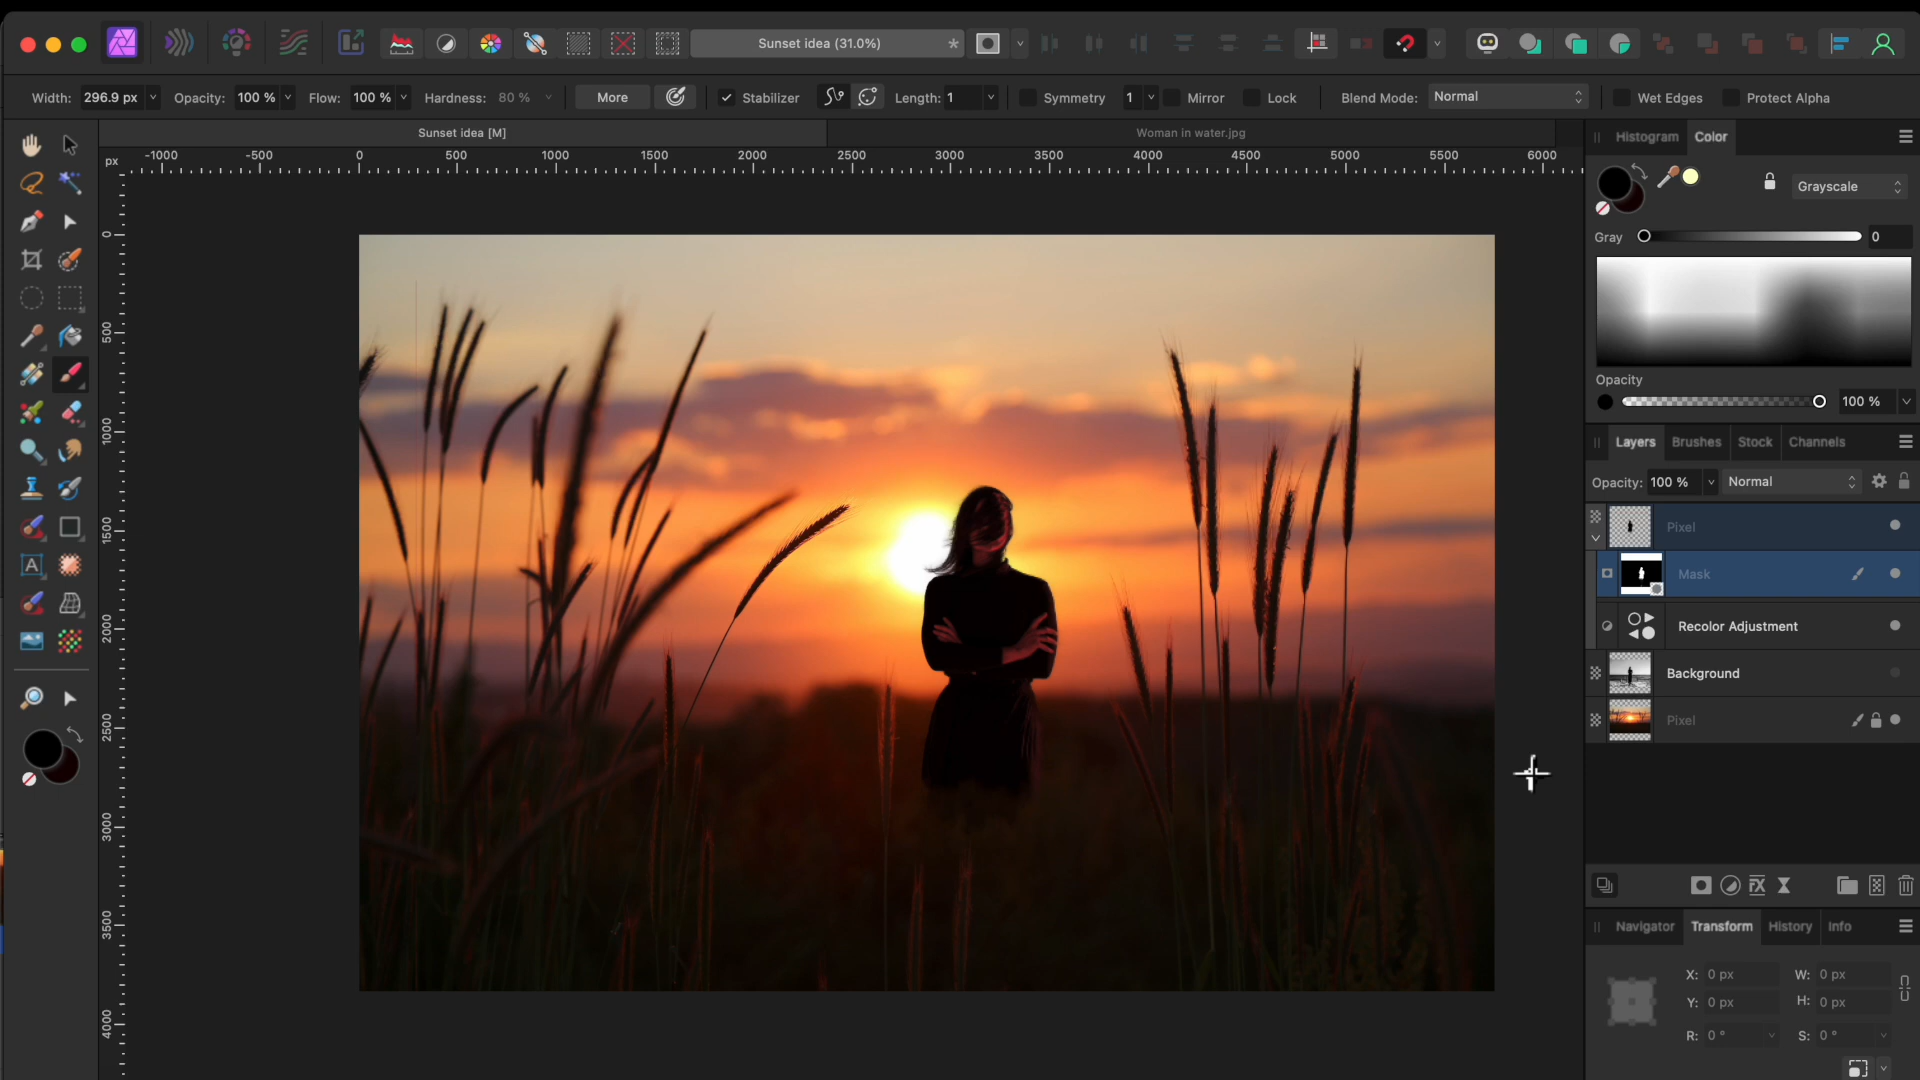 Sunset idea (31.0%) *
Width: 296.9 px Opacity: 100 % Flow: 100 % Hardness: 80 % More Stabilizer Length: 1 Symmetry 1 Mirror Lock Blend Mode: Normal Wet Edges Protect Alpha
Sunset idea [M] Woman in water.jpg
px -1000 -500 0 500 1000 1500 2000 2500 3000 3500 4000 4500 5000 5500 6000
0
500
1000
1500
2000
2500
3000
3500
4000
Histogram Color
Grayscale
Gray 0
Opacity
100 %
Layers Brushes Stock Channels
Opacity: 100 % Normal
Pixel
Mask
Recolor Adjustment
Background
Pixel
Navigator Transform History Info
X: 0 px W: 0 px
Y: 0 px H: 0 px
R: 0 ° S: 0 °